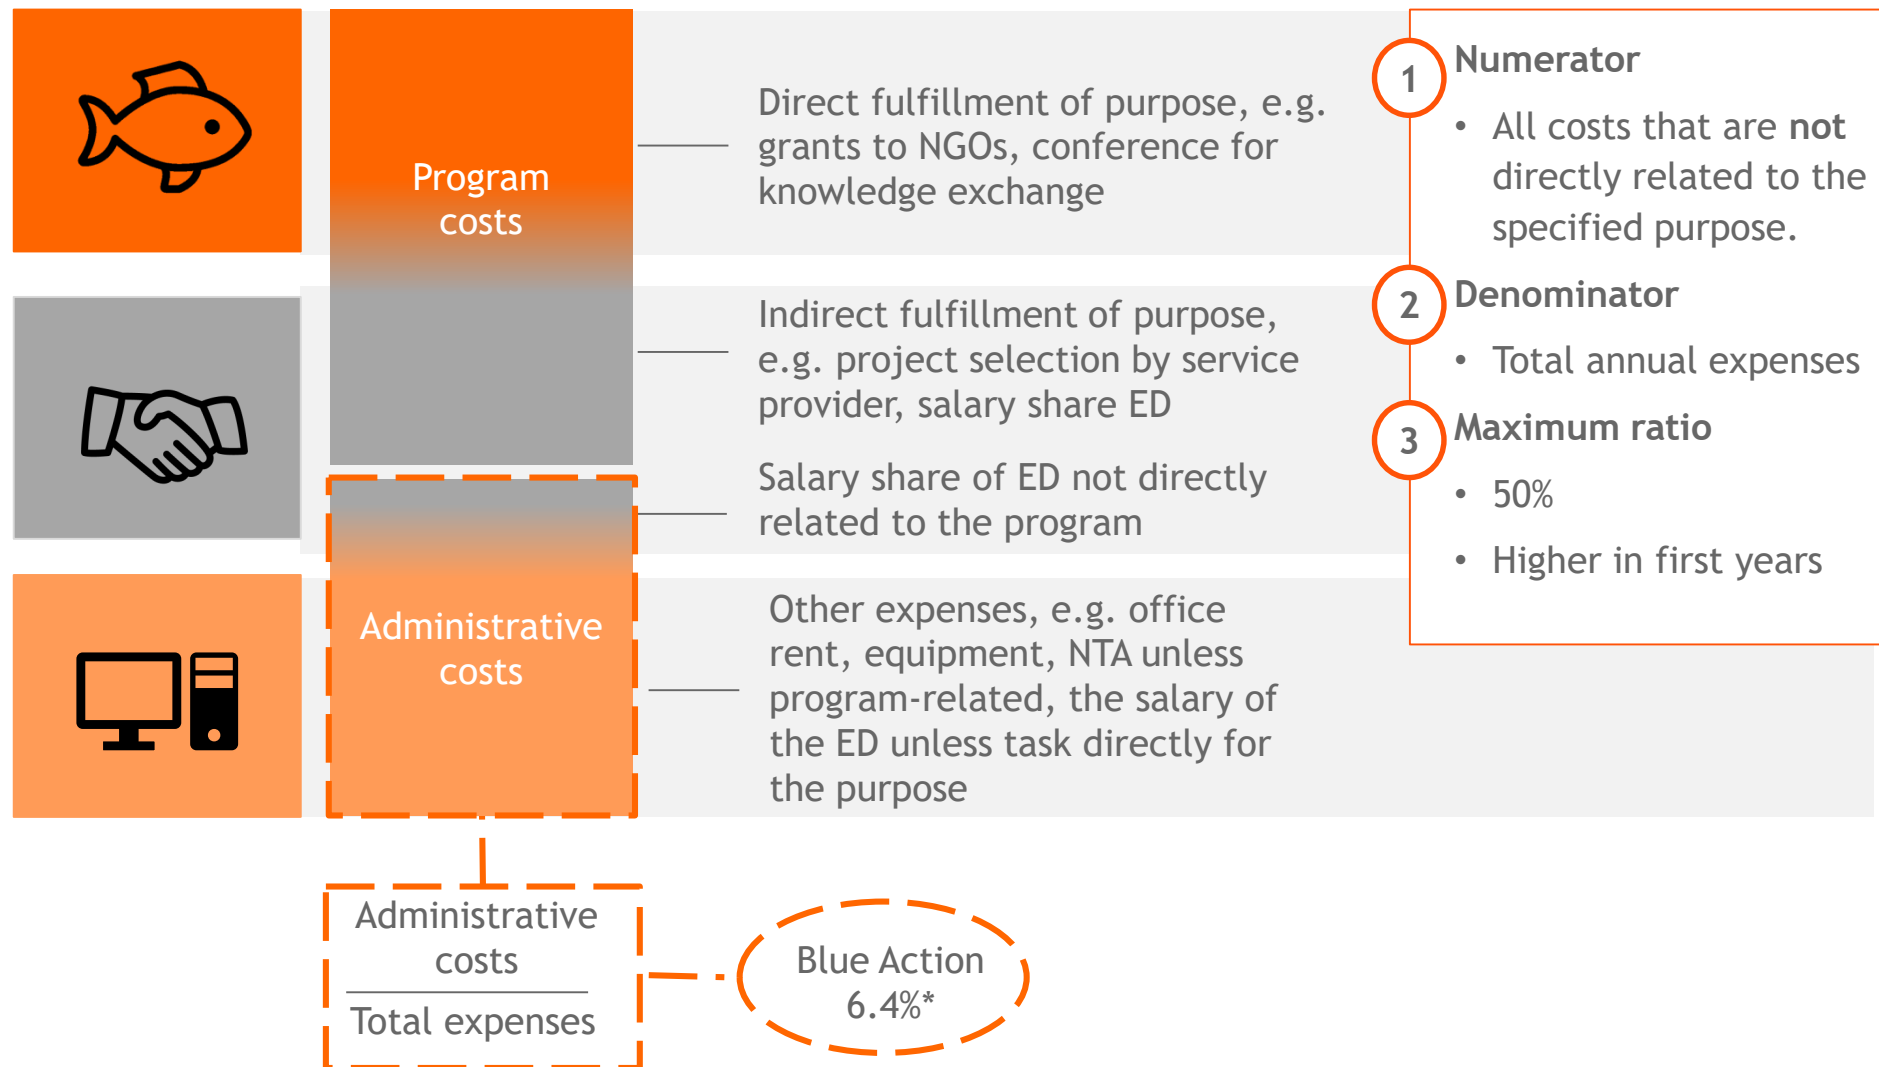 Program
costs
Direct fulfillment of purpose, e.g.
grants to NGOs, conference for
knowledge exchange
Indirect fulfillment of purpose,
e.g. project selection by service
provider, salary share ED
Salary share of ED not directly
related to the program
Administrative
costs
Other expenses, e.g. office
rent, equipment, NTA unless
program-related, the salary of
the ED unless task directly for
the purpose
1
Numerator
• All costs that are not
directly related to the
specified purpose.
2
Denominator
• Total annual expenses
3
Maximum ratio
• 50%
• Higher in first years
Administrative
costs
Total expenses
Blue Action
6.4%*